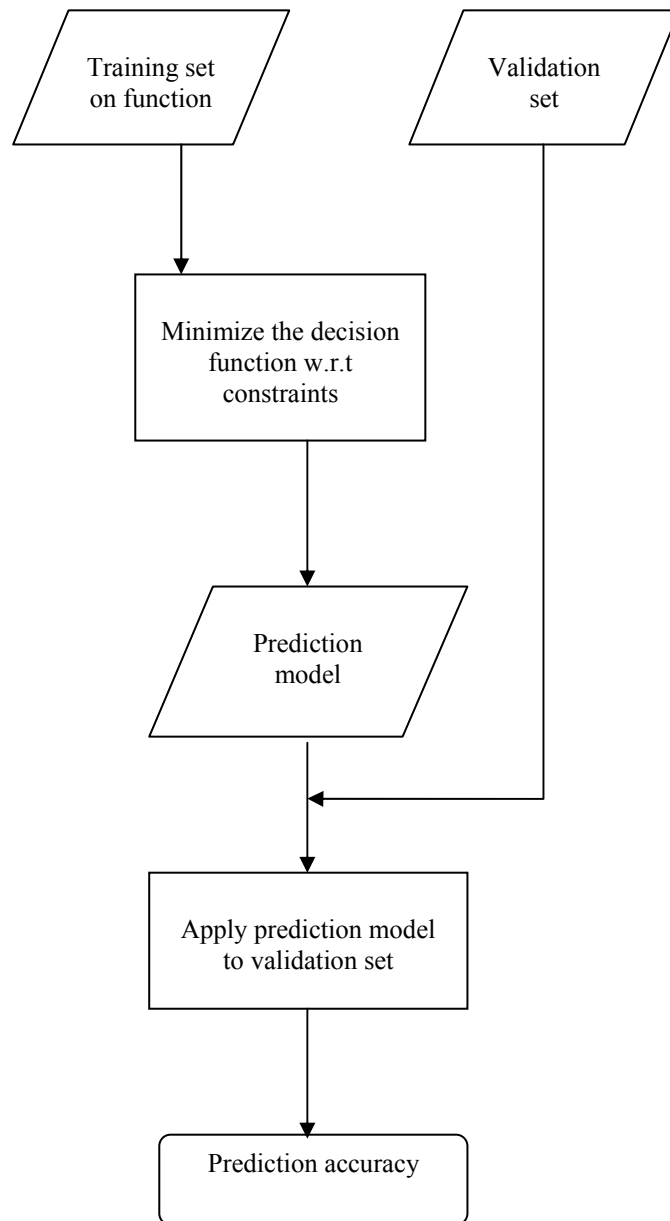 Training set
on function
Validation
set
Minimize the decision
function w.r.t
constraints
Prediction
model
Apply prediction model
to validation set
Prediction accuracy